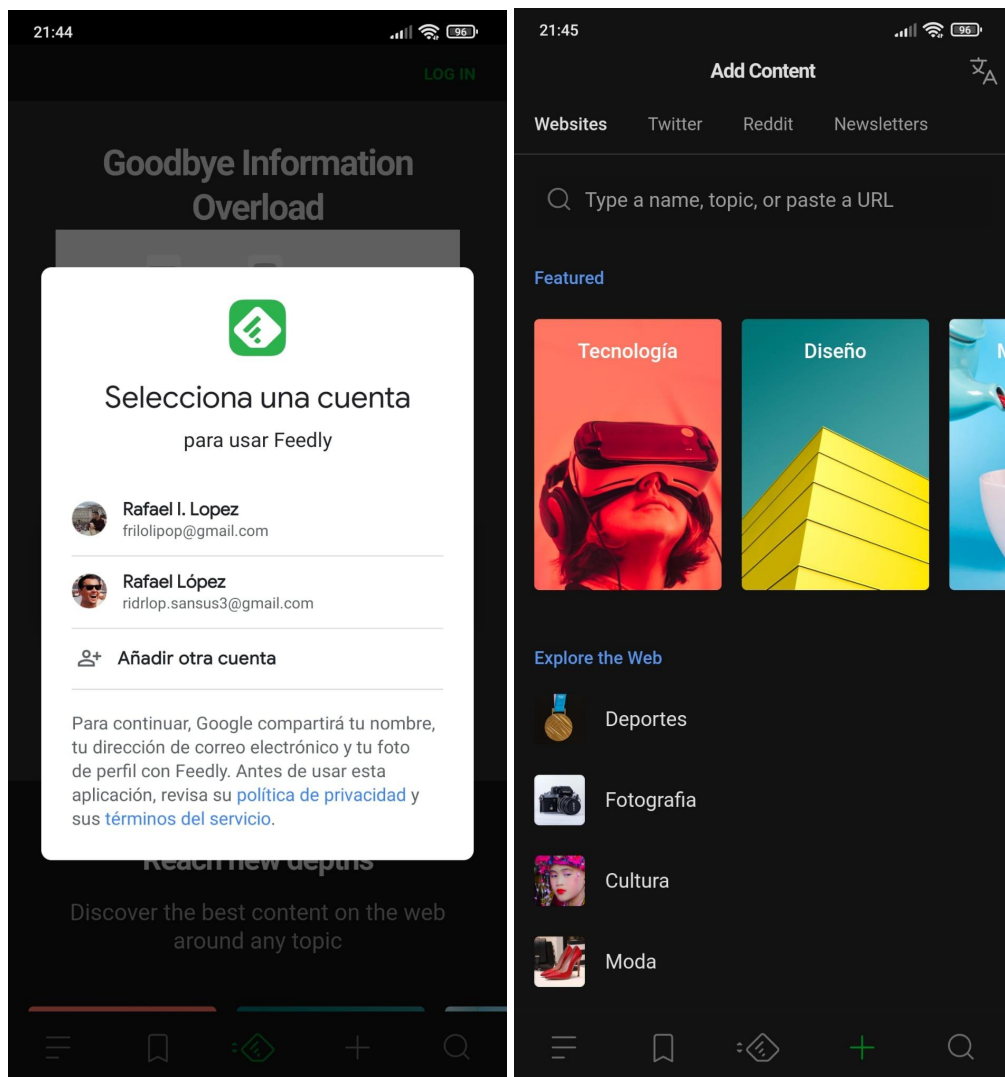 21:44
96
LOG IN
Goodbye Information
Overload
Selecciona una cuenta
para usar Feedly
Rafael I. Lopez
frilolipop@gmail.com
Rafael López
ridrlop.sansus3@gmail.com
Añadir otra cuenta
Para continuar, Google compartirá tu nombre,
tu dirección de correo electrónico y tu foto
de perfil con Feedly. Antes de usar esta
aplicación, revisa su política de privacidad y
sus términos del servicio.
Reach new depths
Discover the best content on the web
around any topic
21:45
96
Add Content
文A
Websites Twitter Reddit Newsletters
Type a name, topic, or paste a URL
Featured
Tecnología Diseño M
Explore the Web
Deportes
Fotografia
Cultura
Moda